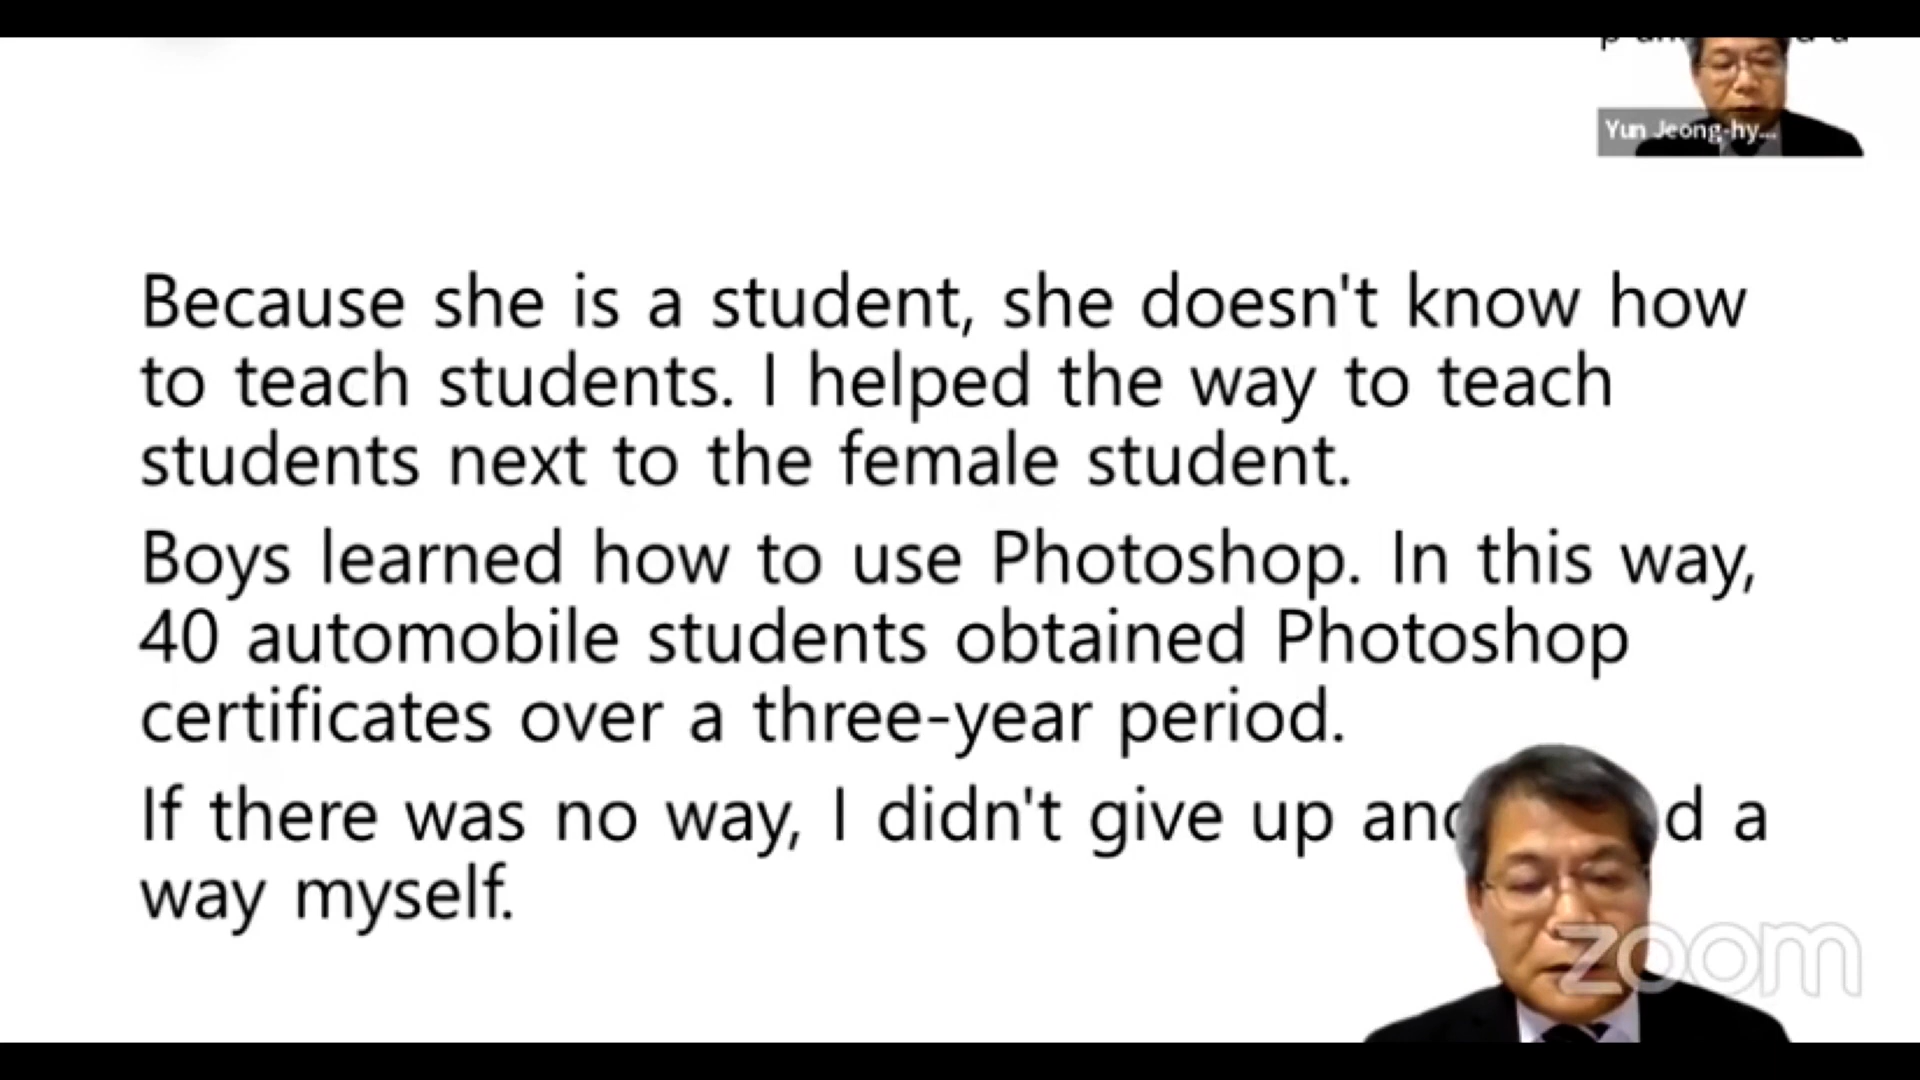 Yun Jeong-hy...
Because she is a student, she doesn't know how
to teach students. I helped the way to teach
students next to the female student.
Boys learned how to use Photoshop. In this way,
40 automobile students obtained Photoshop
certificates over a three-year period.
If there was no way, I didn't give up and a
way myself.
zoom